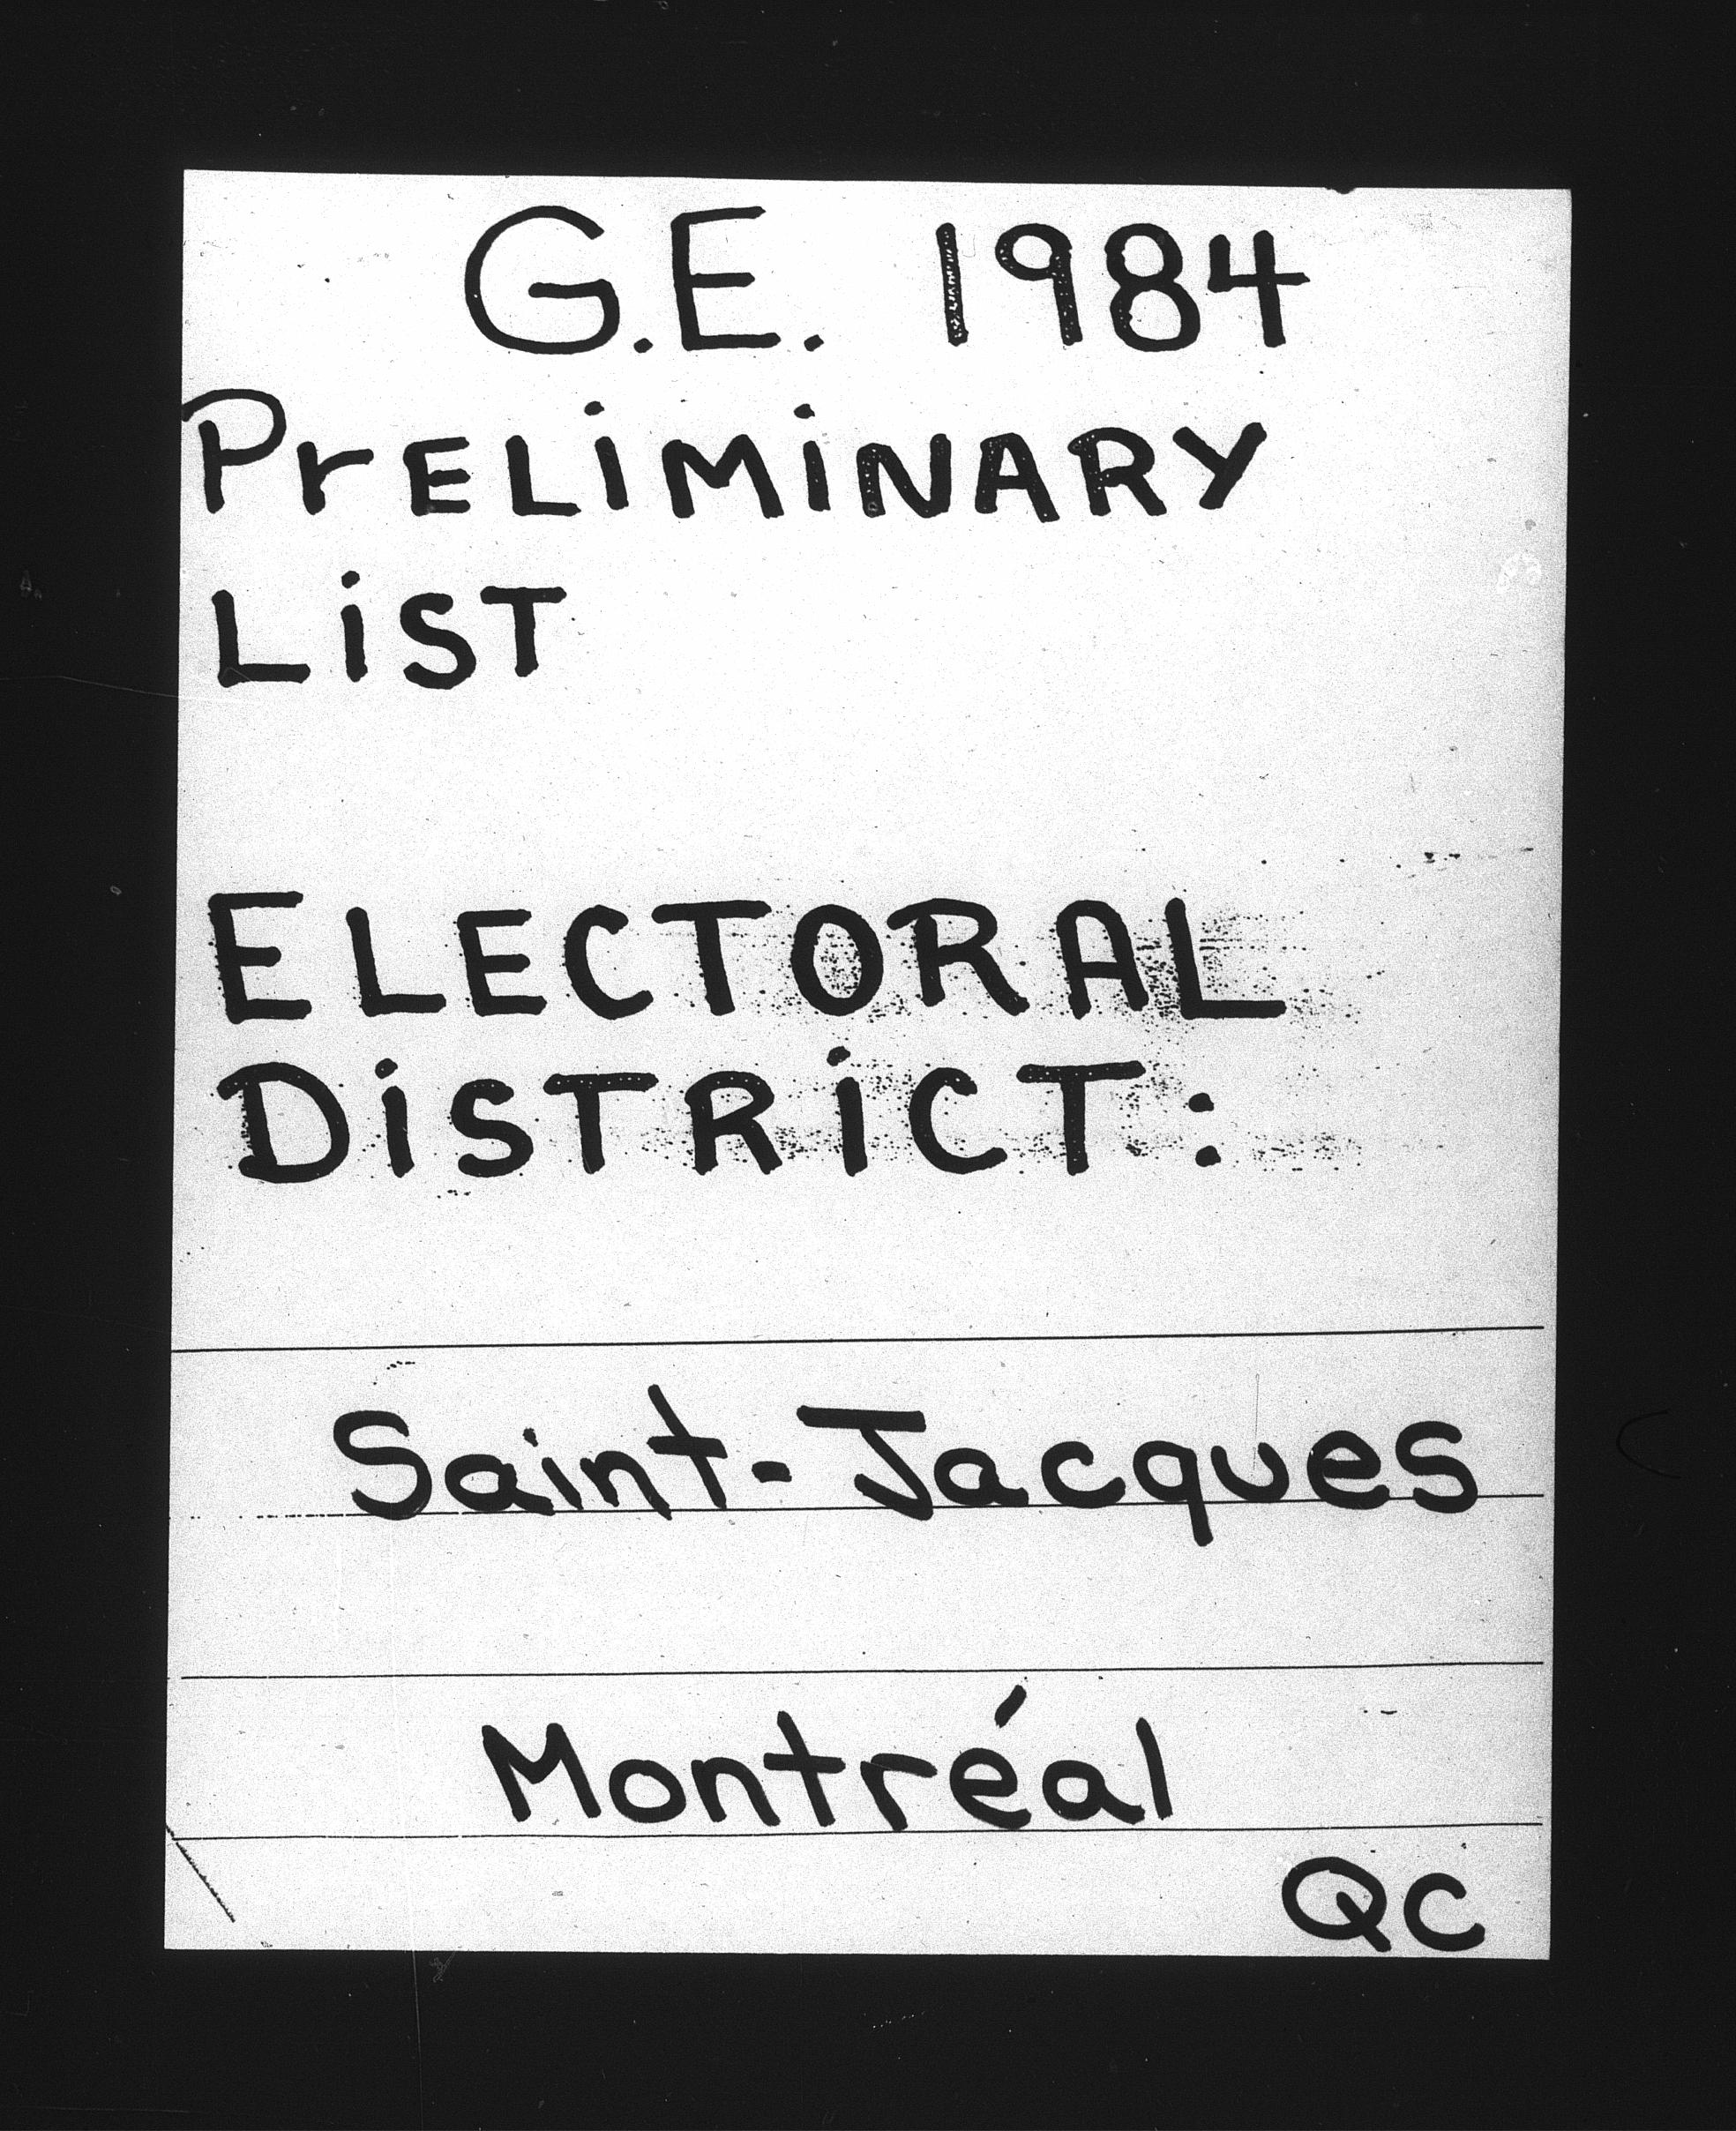 G.E. 1984
PRELIMINARY
LIST
ELECTORAL
DISTRICT:
Saint-Jacques
Montréal
QC